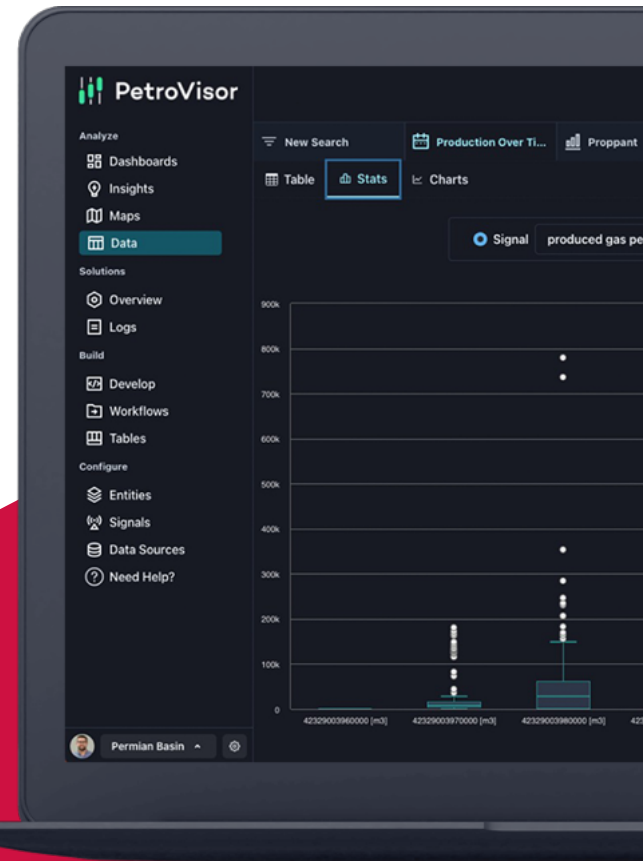 PetroVisor
Analyze
Dashboards
Insights
Maps
Data
Solutions
Overview
Logs
Build
Develop
Workflows
Tables
Configure
Entities
Signals
Data Sources
Need Help?
Permian Basin
New Search
Production Over Ti...
Proppant
Table
Stats
Charts
Signal
produced gas pe
900k
800k
700k
600k
500k
400k
300k
200k
100k
0
42329003960000 [m3]
42329003970000 [m3]
42329003980000 [m3]
423